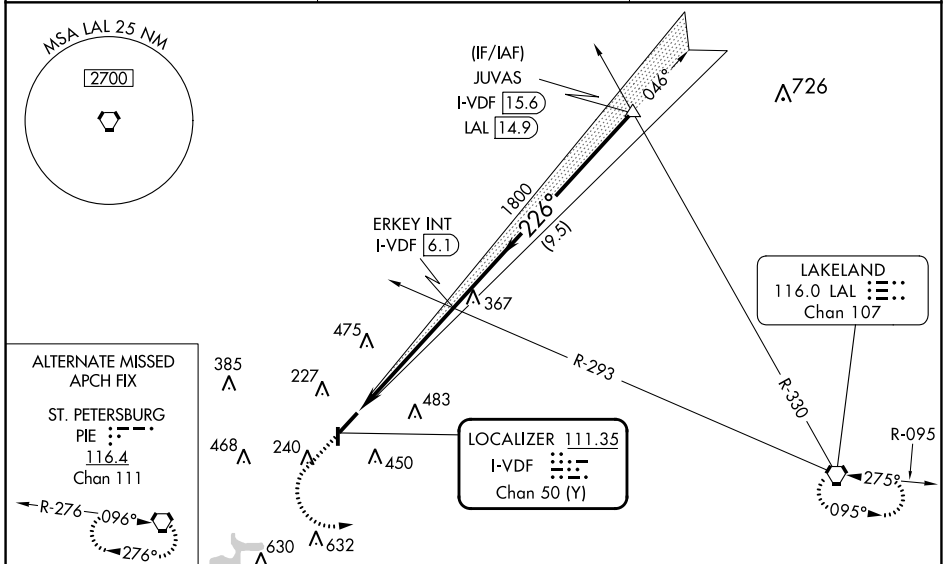 MSA LAL 25 NM
2700
(IF/IAF)
JUVAS
I-VDF 15.6
LAL 14.9
046°
726
1800
226°
(9.5)
ERKEY INT
I-VDF 6.1
367
LAKELAND
116.0 LAL
Chan 107
R-293
R-330
475
385
227
483
468
240
450
630
632
ALTERNATE MISSED
APCH FIX
ST. PETERSBURG
PIE
116.4
Chan 111
R-276
096°
276°
LOCALIZER 111.35
I-VDF
Chan 50 (Y)
R-095
275°
095°